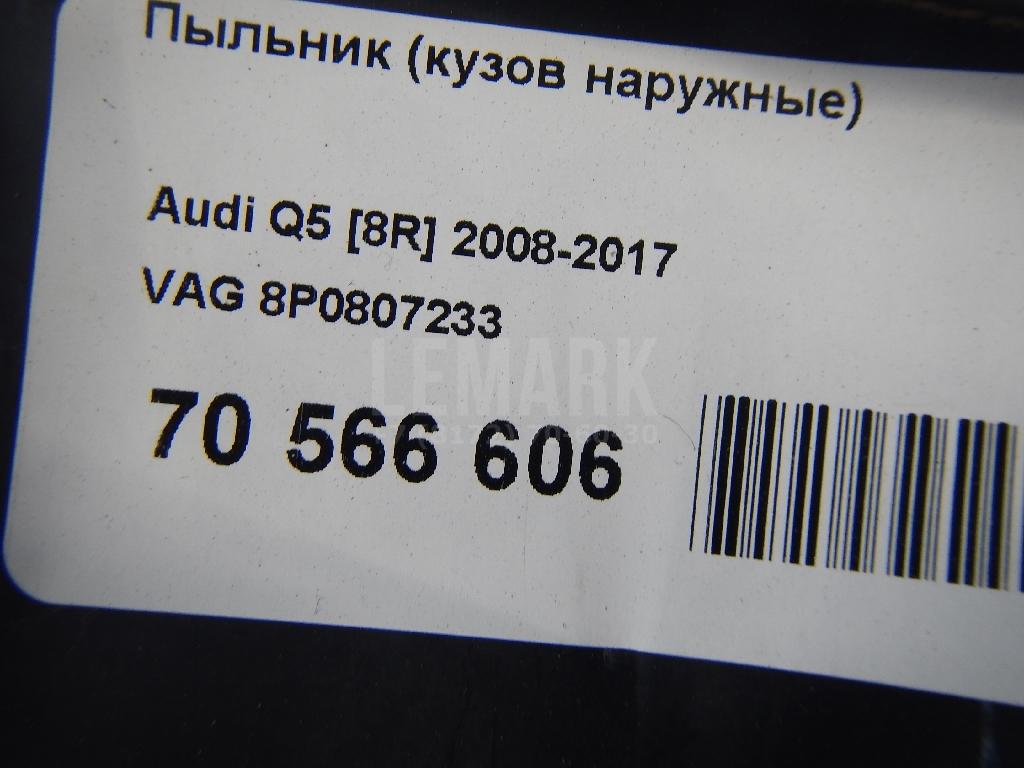 Пыльник (кузов наружные)
Audi Q5 [8R] 2008-2017
VAG 8P0807233
LEMARK
70 566 606